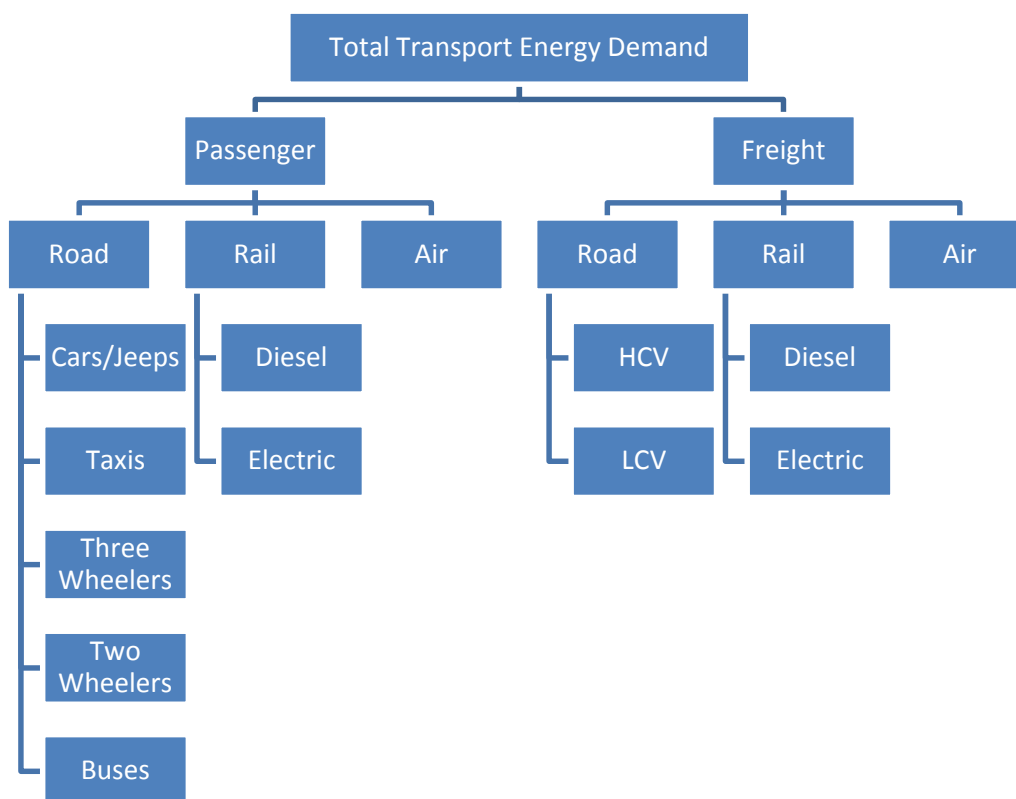 Total Transport Energy Demand
Passenger
Freight
Road
Rail
Air
Road
Rail
Air
Cars/Jeeps
Diesel
HCV
Diesel
Taxis
Electric
LCV
Electric
Three
Wheelers
Two
Wheelers
Buses